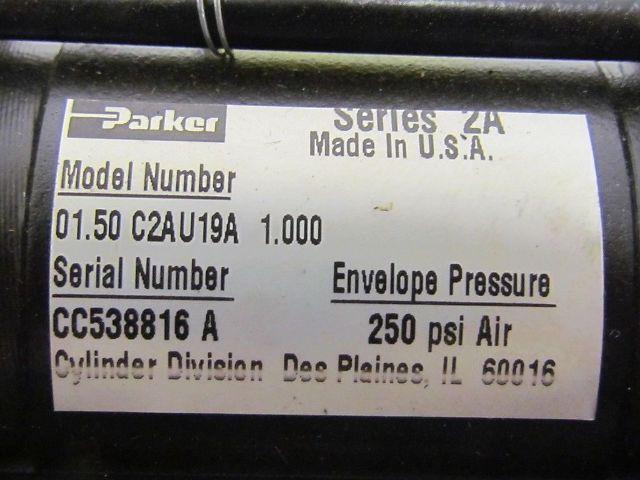 Parker
Series 2A
Made In U.S.A.
Model Number
01.50 C2AU19A 1.000
Serial Number
CC538816 A
Envelope Pressure
250 psi Air
Cylinder Division Des Plaines, IL 60016